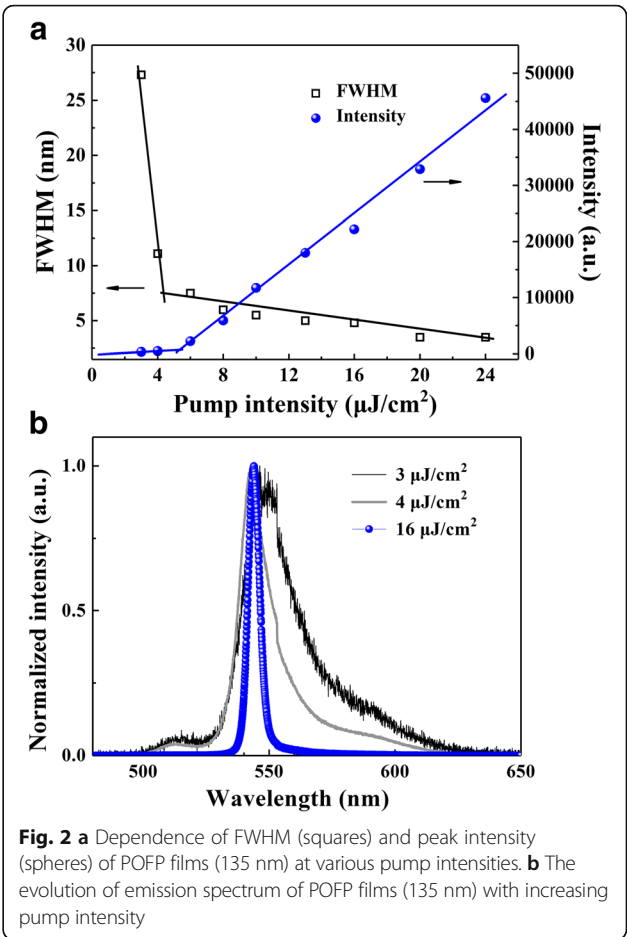 a
30
25
20
15
10
5
FWHM (nm)
FWHM
Intensity
50000
40000
30000
20000
10000
0
Intensity (a.u.)
0 4 8 12 16 20 24
Pump intensity (μJ/cm²)
b
1.0
0.5
0.0
Normalized intensity (a.u.)
3 μJ/cm²
4 μJ/cm²
16 μJ/cm²
500 550 600 650
Wavelength (nm)
Fig. 2 a Dependence of FWHM (squares) and peak intensity
(spheres) of POFP films (135 nm) at various pump intensities. b The
evolution of emission spectrum of POFP films (135 nm) with increasing
pump intensity